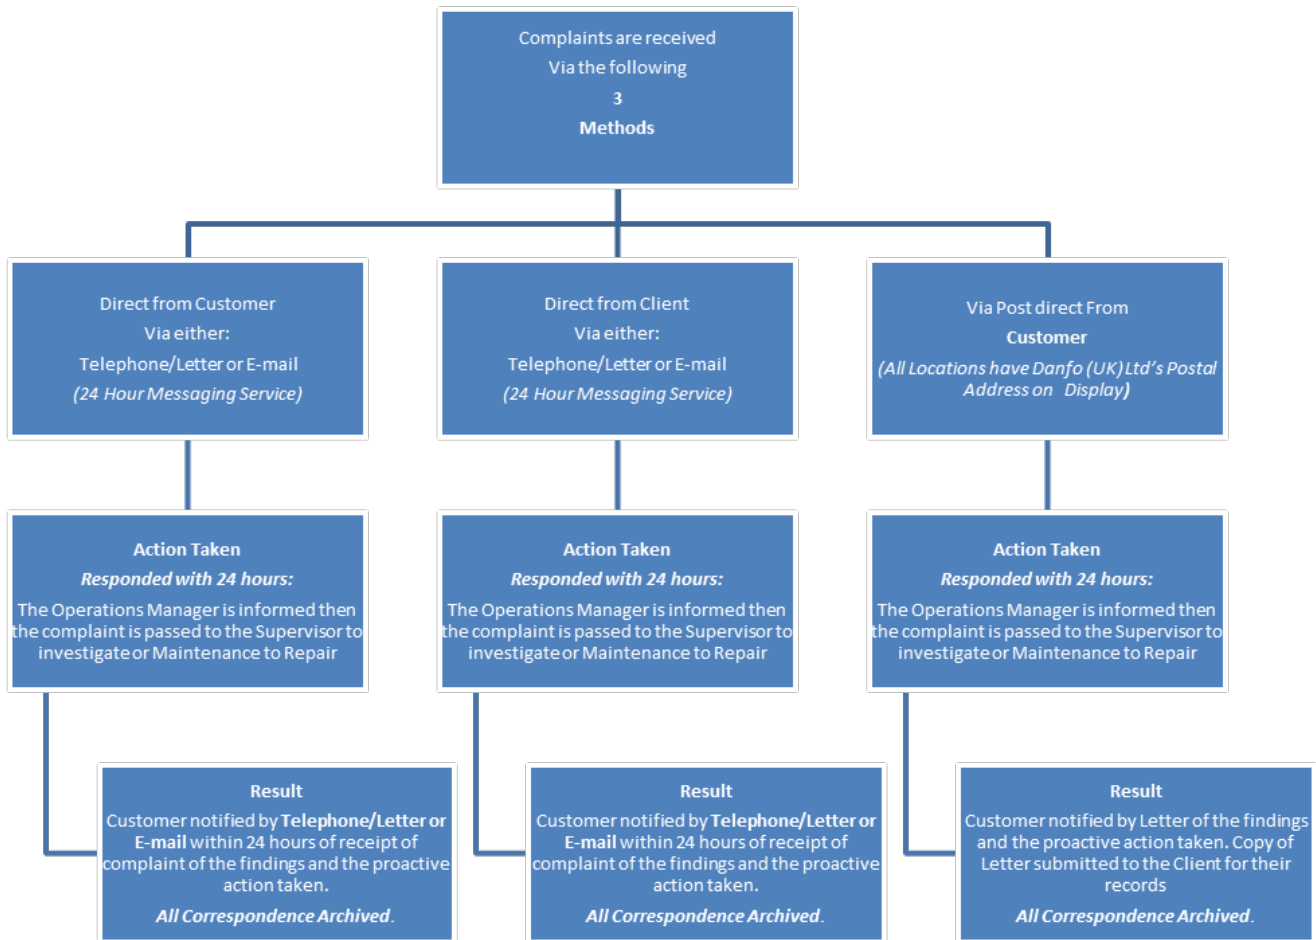 Complaints are received
Via the following
3
Methods
Direct from Customer
Via either:
Telephone/Letter or E-mail
(24 Hour Messaging Service)
Direct from Client
Via either:
Telephone/Letter or E-mail
(24 Hour Messaging Service)
Via Post direct From
Customer
(All Locations have Danfo (UK) Ltd's Postal
Address on Display)
Action Taken
Responded with 24 hours:
The Operations Manager is informed then
the complaint is passed to the Supervisor to
investigate or Maintenance to Repair
Action Taken
Responded with 24 hours:
The Operations Manager is informed then
the complaint is passed to the Supervisor to
investigate or Maintenance to Repair
Action Taken
Responded with 24 hours:
The Operations Manager is informed then
the complaint is passed to the Supervisor to
investigate or Maintenance to Repair
Result
Customer notified by Telephone/Letter or
E-mail within 24 hours of receipt of
complaint of the findings and the proactive
action taken.
All Correspondence Archived.
Result
Customer notified by Telephone/Letter or
E-mail within 24 hours of receipt of
complaint of the findings and the proactive
action taken.
All Correspondence Archived.
Result
Customer notified by Letter of the findings
and the proactive action taken. Copy of
Letter submitted to the Client for their
records
All Correspondence Archived.